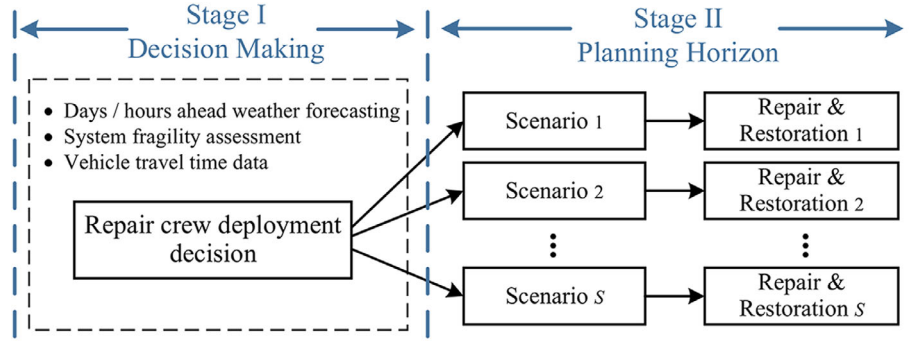 Stage I
Decision Making
Stage II
Planning Horizon
• Days / hours ahead weather forecasting
• System fragility assessment
• Vehicle travel time data
Repair crew deployment
decision
Scenario 1
Repair &
Restoration 1
Scenario 2
Repair &
Restoration 2
Scenario S
Repair &
Restoration S